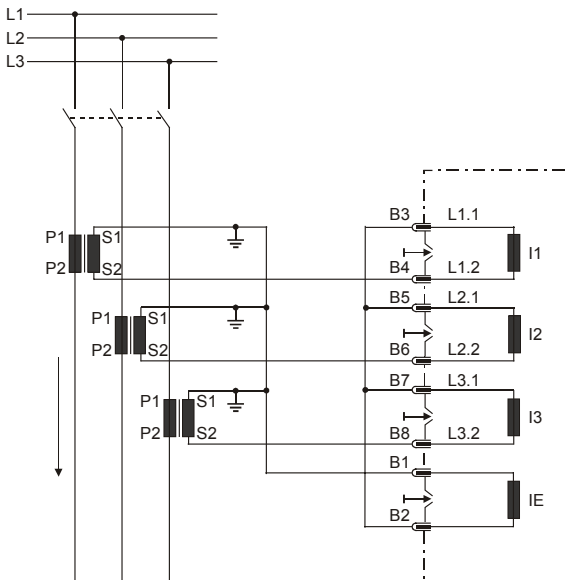 L1
L2
L3
B3 L1.1
P1 S1 I1
P2 S2 B4 L1.2
B5 L2.1
P1 S1 I2
P2 S2 B6 L2.2
B7 L3.1
P1 S1 I3
P2 S2 B8 L3.2
B1
IE
B2